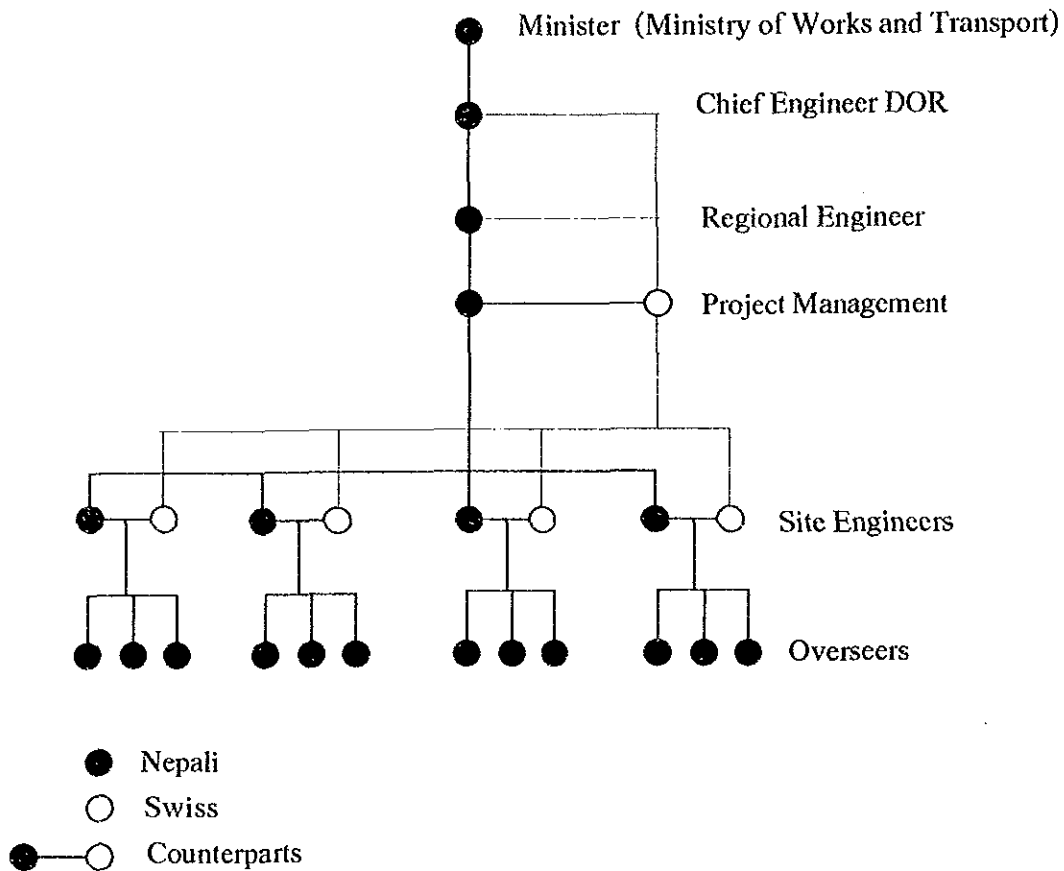 Minister (Ministry of Works and Transport)
Chief Engineer DOR
Regional Engineer
Project Management
Site Engineers
Overseers
Nepali
Swiss
Counterparts